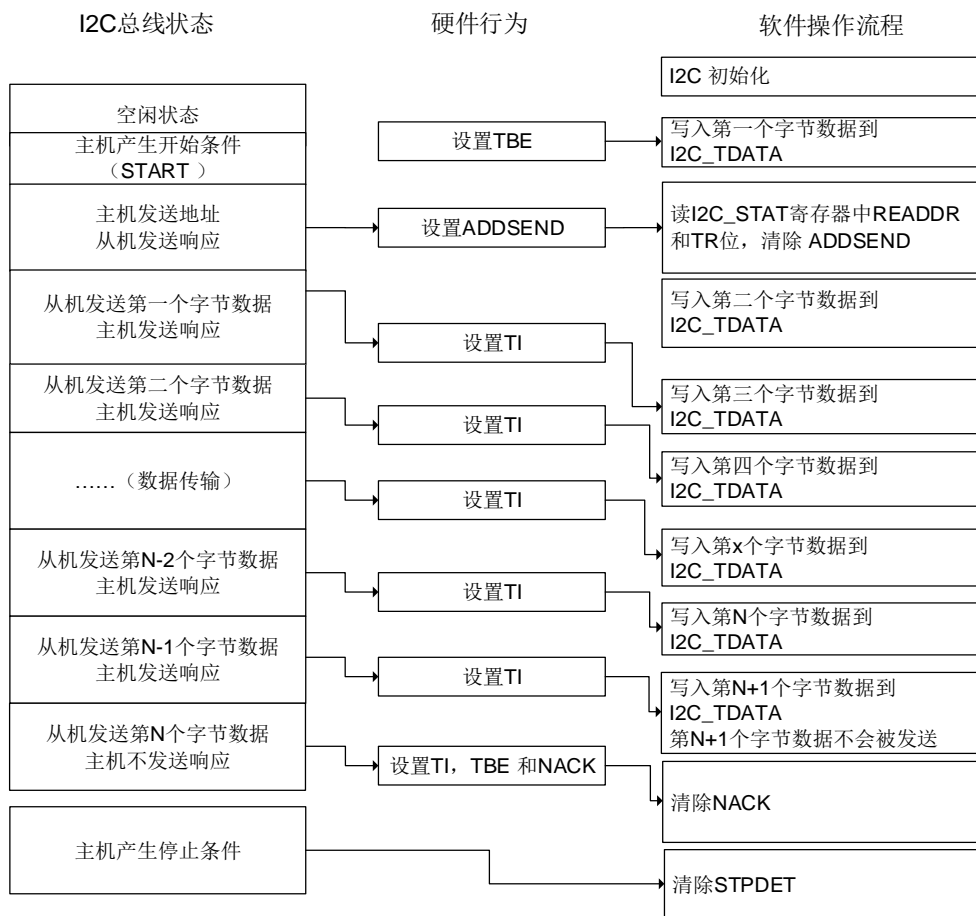 I2C总线状态
硬件行为
软件操作流程
I2C 初始化
空闲状态
主机产生开始条件
（START ）
设置TBE
写入第一个字节数据到
I2C_TDATA
主机发送地址
从机发送响应
设置ADDSEND
读I2C_STAT寄存器中READDR
和TR位，清除 ADDSEND
从机发送第一个字节数据
主机发送响应
写入第二个字节数据到
I2C_TDATA
设置TI
从机发送第二个字节数据
主机发送响应
写入第三个字节数据到
I2C_TDATA
设置TI
……（数据传输）
写入第四个字节数据到
I2C_TDATA
设置TI
写入第x个字节数据到
I2C_TDATA
从机发送第N-2个字节数据
主机发送响应
设置TI
写入第N个字节数据到
I2C_TDATA
从机发送第N-1个字节数据
主机发送响应
设置TI
写入第N+1个字节数据到
I2C_TDATA
第N+1个字节数据不会被发送
从机发送第N个字节数据
主机不发送响应
设置TI，TBE 和NACK
清除NACK
主机产生停止条件
清除STPDET